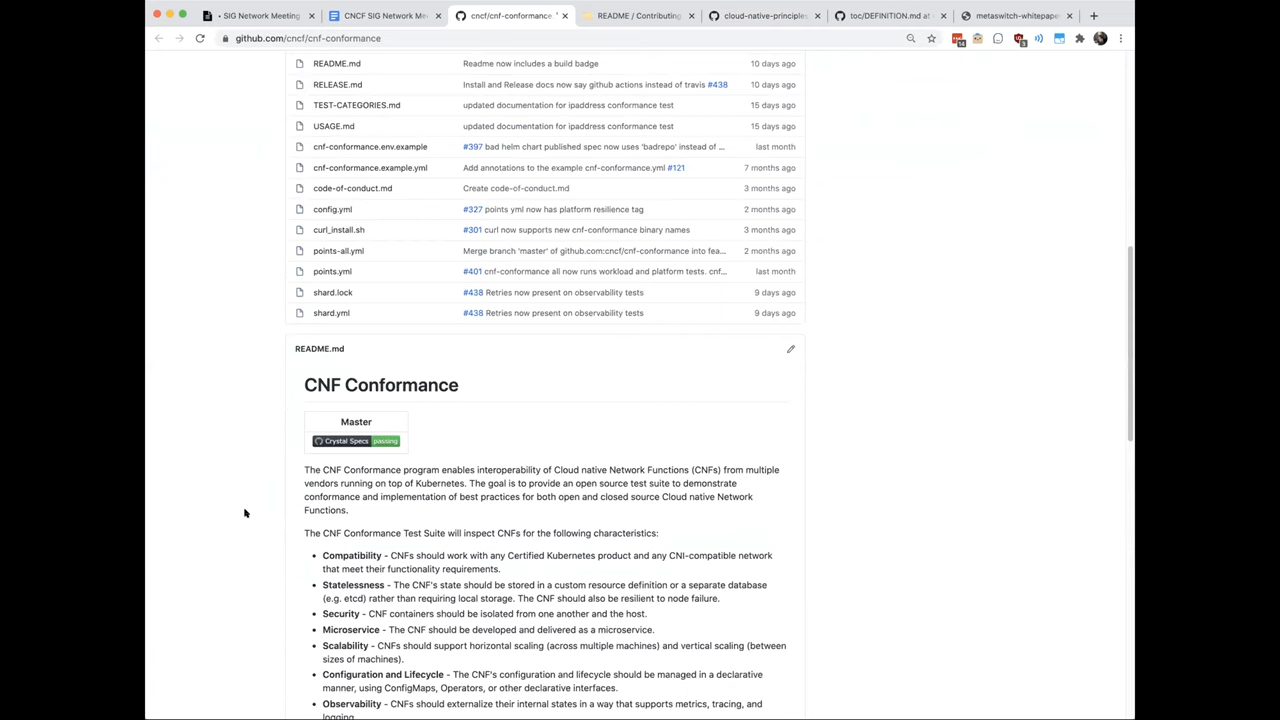 • SIG Network Meeting
CNCF SIG Network Me
cncf/cnf-conformance
README / Contributing
cloud-native-principles
toc/DEFINITION.md at
metaswitch-whitepape
github.com/cncf/cnf-conformance
14
3
README.md Readme now includes a build badge 10 days ago
RELEASE.md Install and Release docs now say github actions instead of travis #438 10 days ago
TEST-CATEGORIES.md updated documentation for ipaddress conformance test 15 days ago
USAGE.md updated documentation for ipaddress conformance test 15 days ago
cnf-conformance.env.example #397 bad helm chart published spec now uses 'badrepo' instead of ... last month
cnf-conformance.example.yml Add annotations to the example cnf-conformance.yml #121 7 months ago
code-of-conduct.md Create code-of-conduct.md 3 months ago
config.yml #327 points yml now has platform resilience tag 2 months ago
curl_install.sh #301 curl now supports new cnf-conformance binary names 3 months ago
points-all.yml Merge branch 'master' of github.com:cncf/cnf-conformance into fea... 2 months ago
points.yml #401 cnf-conformance all now runs workload and platform tests. cnf... last month
shard.lock #438 Retries now present on observability tests 9 days ago
shard.yml #438 Retries now present on observability tests 9 days ago
README.md
CNF Conformance
Master
Crystal Specs passing
The CNF Conformance program enables interoperability of Cloud native Network Functions (CNFs) from multiple
vendors running on top of Kubernetes. The goal is to provide an open source test suite to demonstrate
conformance and implementation of best practices for both open and closed source Cloud native Network
Functions.
The CNF Conformance Test Suite will inspect CNFs for the following characteristics:
• Compatibility - CNFs should work with any Certified Kubernetes product and any CNI-compatible network
that meet their functionality requirements.
• Statelessness - The CNF's state should be stored in a custom resource definition or a separate database
(e.g. etcd) rather than requiring local storage. The CNF should also be resilient to node failure.
• Security - CNF containers should be isolated from one another and the host.
• Microservice - The CNF should be developed and delivered as a microservice.
• Scalability - CNFs should support horizontal scaling (across multiple machines) and vertical scaling (between
sizes of machines).
• Configuration and Lifecycle - The CNF's configuration and lifecycle should be managed in a declarative
manner, using ConfigMaps, Operators, or other declarative interfaces.
• Observability - CNFs should externalize their internal states in a way that supports metrics, tracing, and
logging.